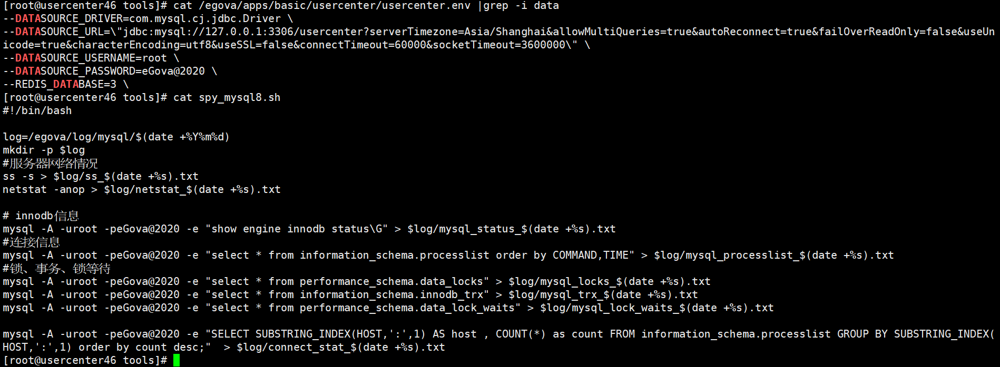 [root@usercenter46 tools]# cat /egova/apps/basic/usercenter/usercenter.env |grep -i data
--DATASOURCE_DRIVER=com.mysql.cj.jdbc.Driver \
--DATASOURCE_URL=\"jdbc:mysql://127.0.0.1:3306/usercenter?serverTimezone=Asia/Shanghai&allowMultiQueries=true&autoReconnect=true&failOverReadOnly=false&useUn
icode=true&characterEncoding=utf8&useSSL=false&connectTimeout=60000&socketTimeout=3600000\" \
--DATASOURCE_USERNAME=root \
--DATASOURCE_PASSWORD=eGova@2020 \
--REDIS_DATABASE=3 \
[root@usercenter46 tools]# cat spy_mysql8.sh
#!/bin/bash

log=/egova/log/mysql/$(date +%Y%m%d)
mkdir -p $log
#服务器网络情况
ss -s > $log/ss_$(date +%s).txt
netstat -anop > $log/netstat_$(date +%s).txt

# innodb信息
mysql -A -uroot -peGova@2020 -e "show engine innodb status\G" > $log/mysql_status_$(date +%s).txt
#连接信息
mysql -A -uroot -peGova@2020 -e "select * from information_schema.processlist order by COMMAND,TIME" > $log/mysql_processlist_$(date +%s).txt
#锁、事务、锁等待
mysql -A -uroot -peGova@2020 -e "select * from performance_schema.data_locks" > $log/mysql_locks_$(date +%s).txt
mysql -A -uroot -peGova@2020 -e "select * from information_schema.innodb_trx" > $log/mysql_trx_$(date +%s).txt
mysql -A -uroot -peGova@2020 -e "select * from performance_schema.data_lock_waits" > $log/mysql_lock_waits_$(date +%s).txt

mysql -A -uroot -peGova@2020 -e "SELECT SUBSTRING_INDEX(HOST,':',1) AS host , COUNT(*) as count FROM information_schema.processlist GROUP BY SUBSTRING_INDEX(
HOST,':',1) order by count desc;"  > $log/connect_stat_$(date +%s).txt
[root@usercenter46 tools]#